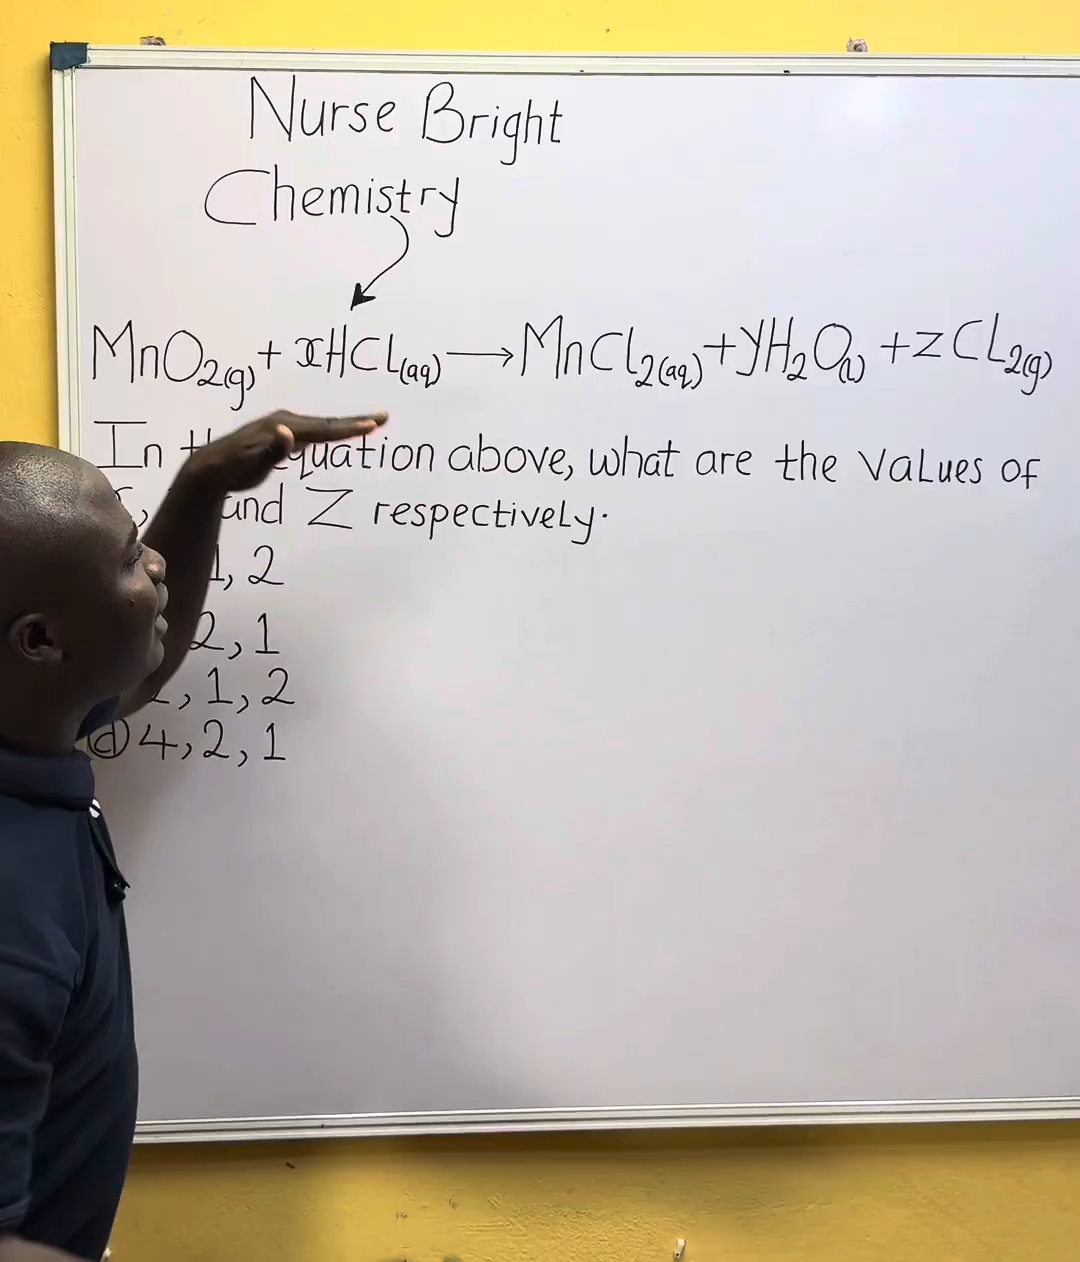 Nurse Bright
Chemistry
MnO2(g) + xHCL(aq) → MnCl2(aq) + yH2O(l) + zCL2(g)
In equation above, what are the values of
and Z respectively.
1, 2
2, 1
, 1, 2
(d) 4, 2, 1